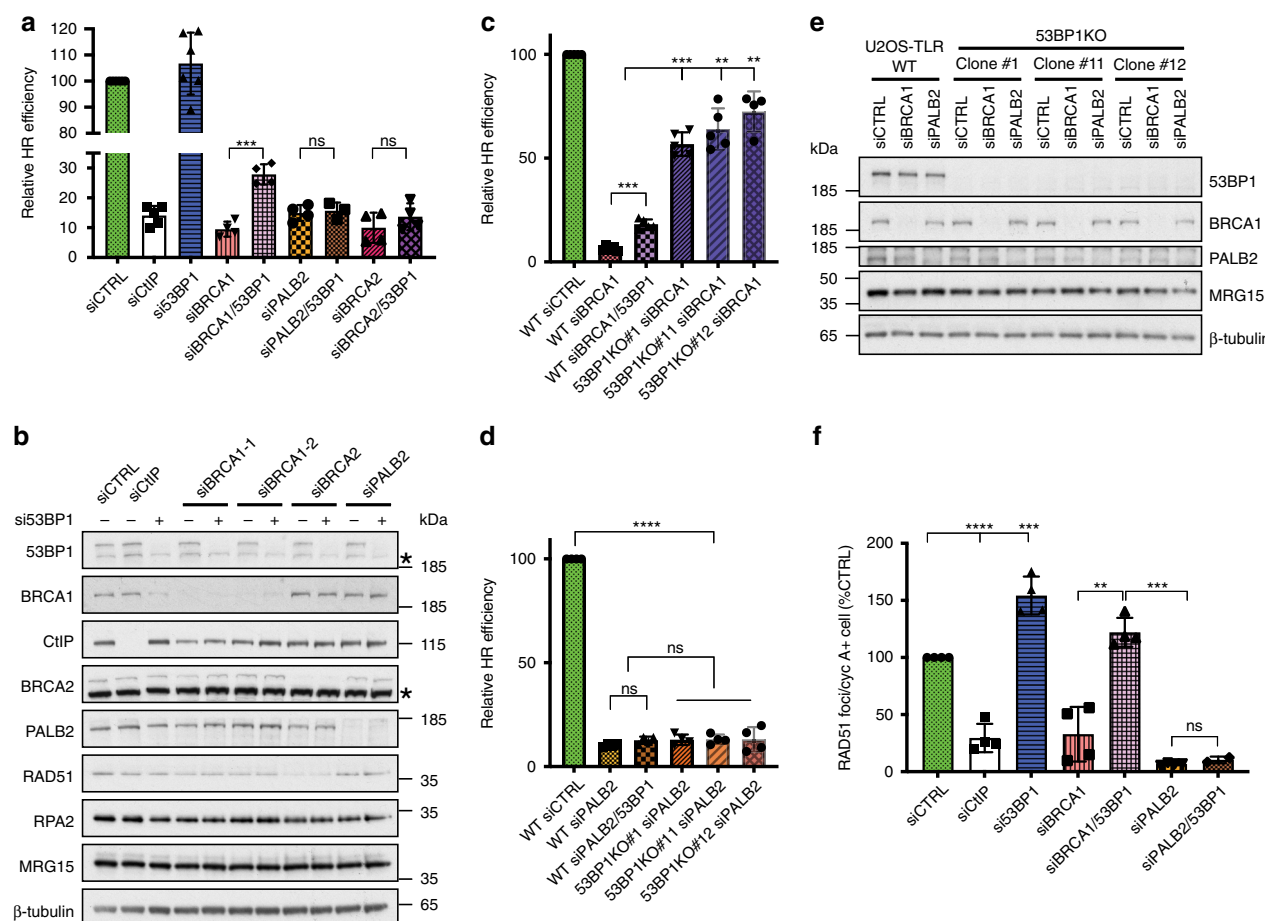 a
Relative HR efficiency
120
110
100
90
80
60
30
20
10
0
***
ns
ns
siCTRL
siCtIP
si53BP1
siBRCA1
siBRCA1/53BP1
siPALB2
siPALB2/53BP1
siBRCA2
siBRCA2/53BP1
b
siCTRL
siCtIP
siBRCA1-1
siBRCA1-2
siBRCA2
siPALB2
si53BP1 – – + – + – + – + – + kDa
53BP1 * 185
BRCA1 185
CtIP 115
BRCA2 *
PALB2 185
RAD51 35
RPA2 35
MRG15 35
β-tubulin 65
c
Relative HR efficiency
100
50
0
***
***
**
**
WT siCTRL
WT siBRCA1
WT siBRCA1/53BP1
53BP1KO#1 siBRCA1
53BP1KO#11 siBRCA1
53BP1KO#12 siBRCA1
d
Relative HR efficiency
100
50
0
****
ns
ns
WT siCTRL
WT siPALB2
WT siPALB2/53BP1
53BP1KO#1 siPALB2
53BP1KO#11 siPALB2
53BP1KO#12 siPALB2
e
53BP1KO
U2OS-TLR
WT
Clone #1 Clone #11 Clone #12
siCTRL
siBRCA1
siPALB2
siCTRL
siBRCA1
siPALB2
siCTRL
siBRCA1
siPALB2
siCTRL
siBRCA1
siPALB2
kDa
185 53BP1
185 BRCA1
185 PALB2
50
35 MRG15
65 β-tubulin
f
RAD51 foci/cyc A+ cell (%CTRL)
200
150
100
50
0
****
***
**
***
ns
siCTRL
siCtIP
si53BP1
siBRCA1
siBRCA1/53BP1
siPALB2
siPALB2/53BP1